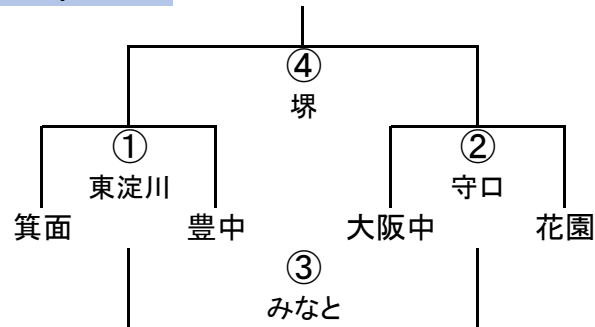 ④
堺
① ②
東淀川 守口
箕面 豊中 大阪中 花園
③
みなと